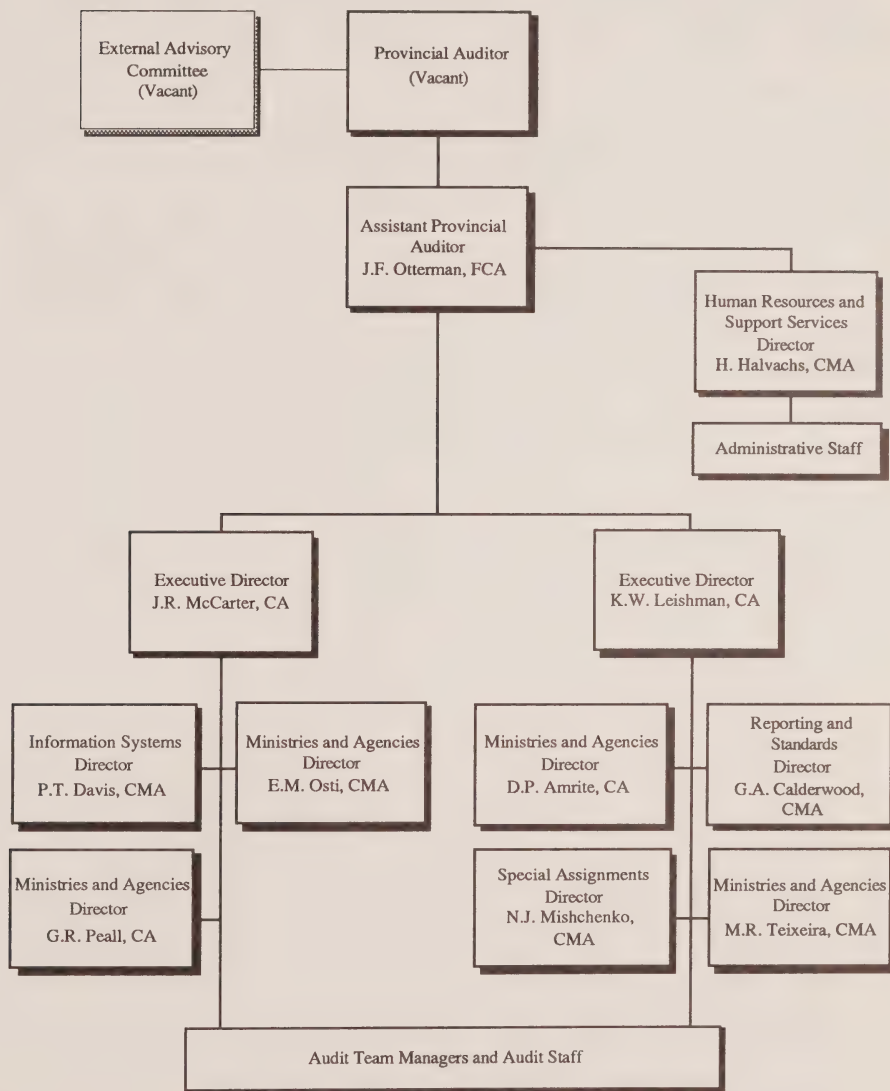 External Advisory
Committee
(Vacant)
Provincial Auditor
(Vacant)
Assistant Provincial
Auditor
J.F. Otterman, FCA
Human Resources and
Support Services
Director
H. Halvachs, CMA
Administrative Staff
Executive Director
J.R. McCarter, CA
Executive Director
K.W. Leishman, CA
Information Systems
Director
P.T. Davis, CMA
Ministries and Agencies
Director
E.M. Osti, CMA
Ministries and Agencies
Director
D.P. Amrite, CA
Reporting and
Standards
Director
G.A. Calderwood,
CMA
Ministries and Agencies
Director
G.R. Peall, CA
Special Assignments
Director
N.J. Mishchenko,
CMA
Ministries and Agencies
Director
M.R. Teixeira, CMA
Audit Team Managers and Audit Staff